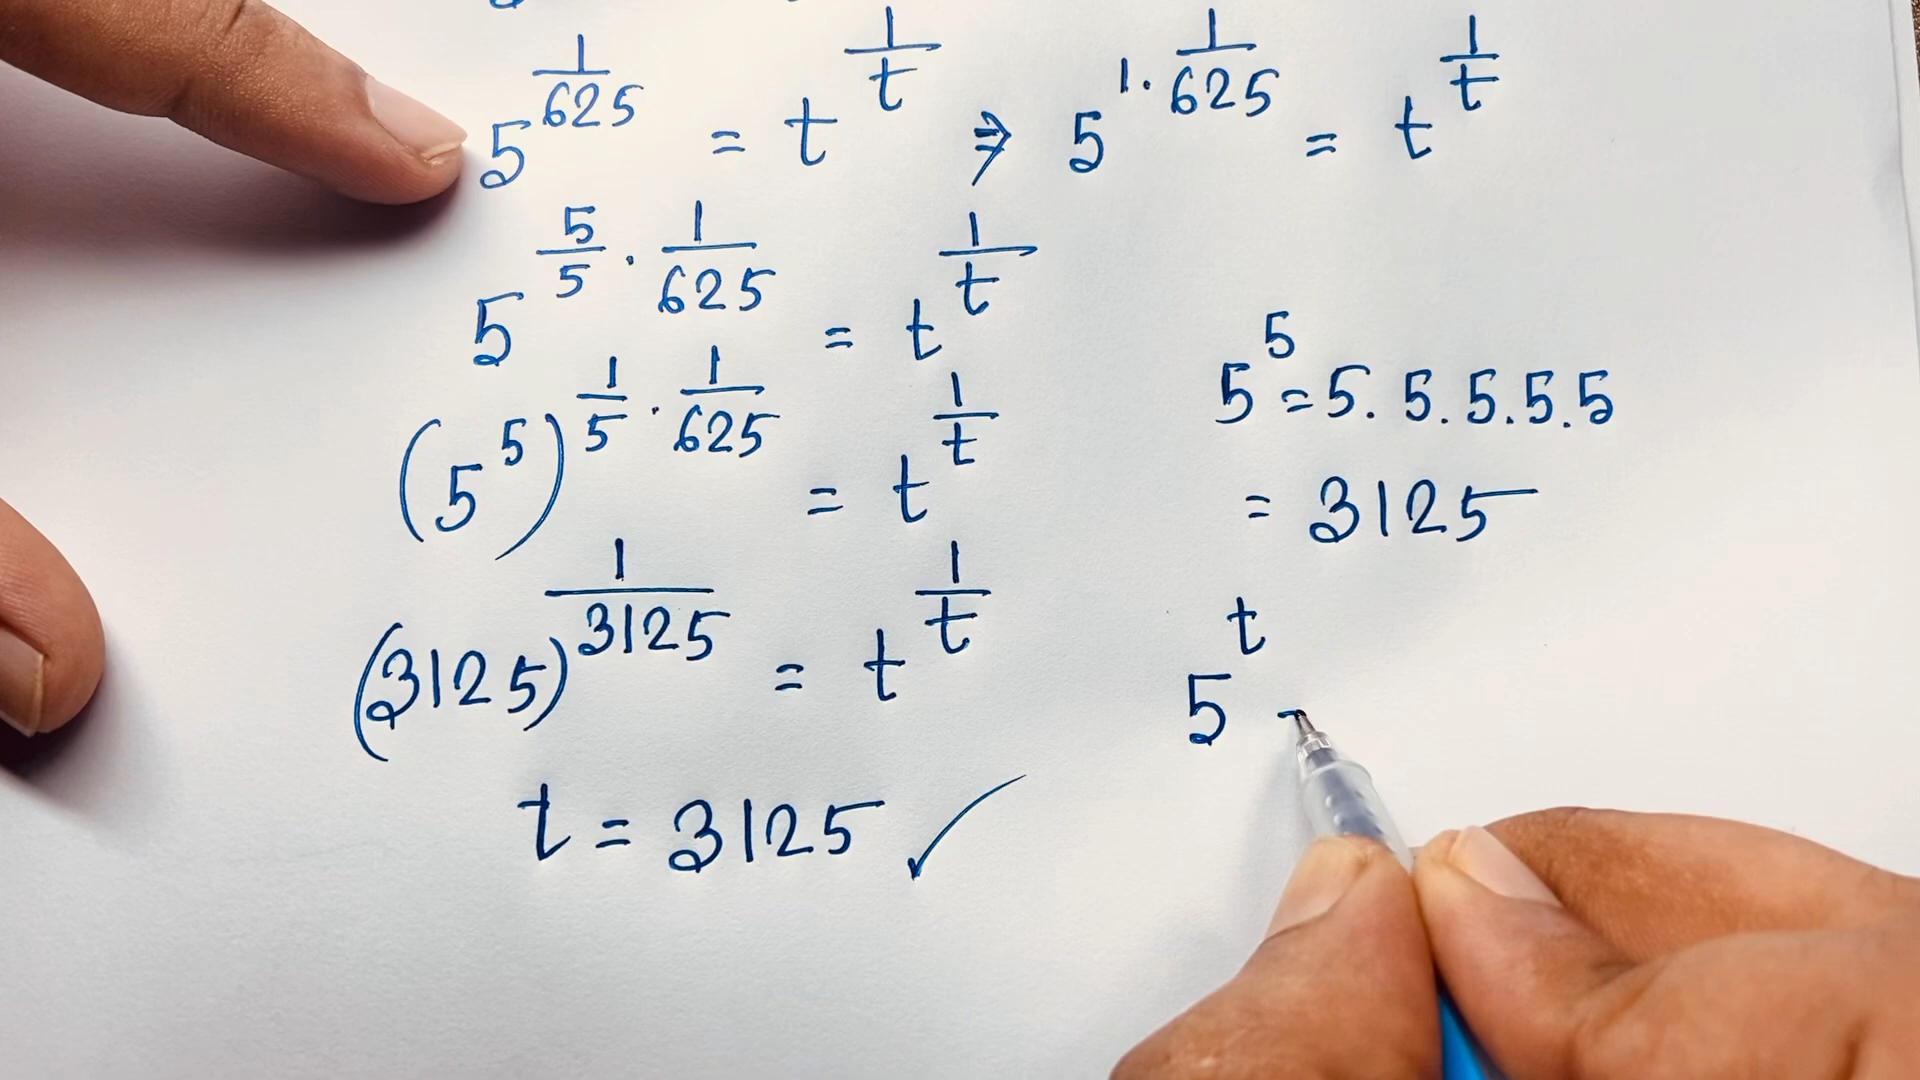 5^(1/625) = t^(1/t) ⇒ 5^(1·1/625) = t^(1/t)
5^(5/5 · 1/625) = t^(1/t)
(5^5)^(1/5 · 1/625) = t^(1/t)
(3125)^(1/3125) = t^(1/t)
t = 3125 ✓
5^5 = 5.5.5.5.5
= 3125
5^t